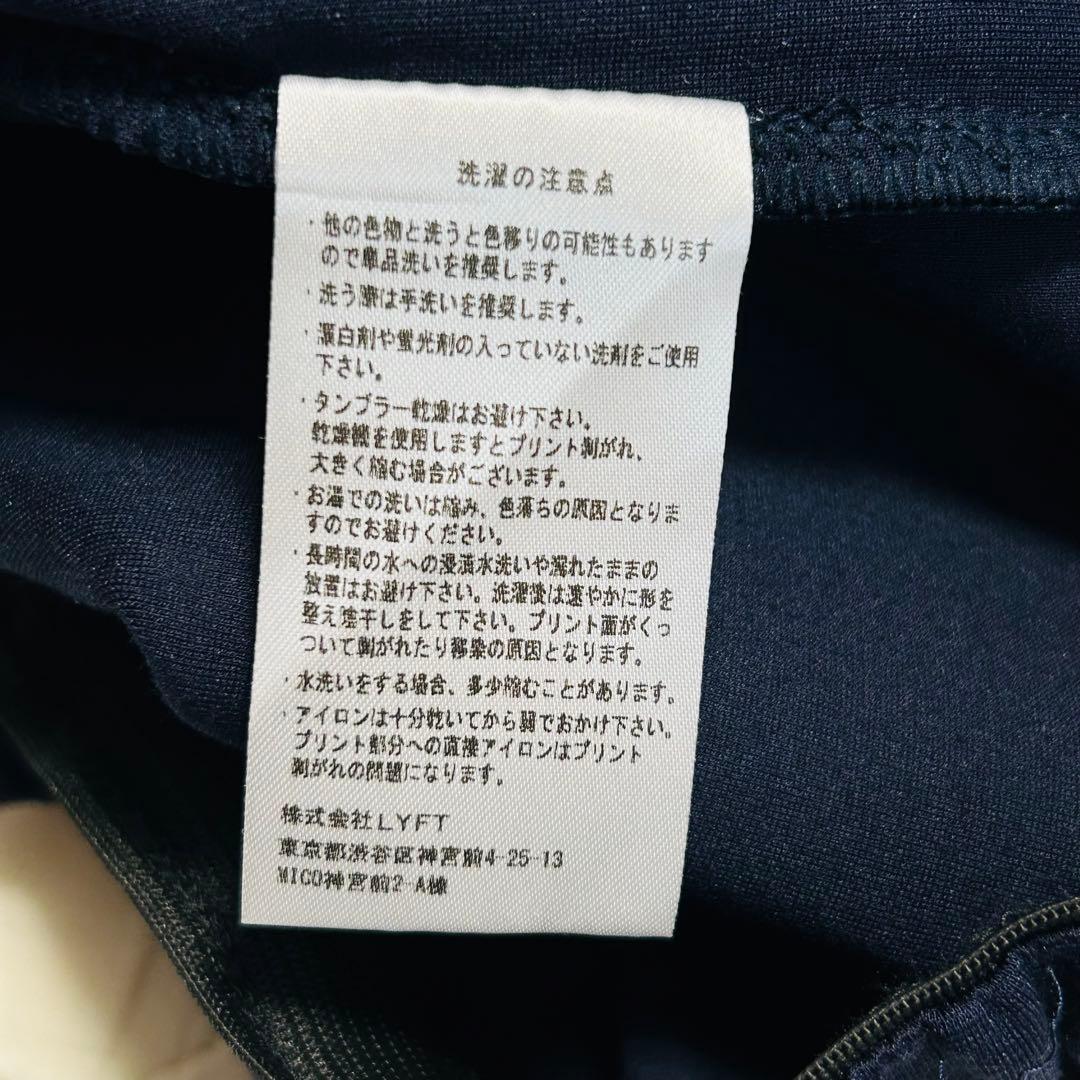 洗濯の注意点
・他の色物と洗うと色移りの可能性もあります
ので単品洗いを推奨します。
・洗う際は手洗いを推奨します。
・漂白剤や蛍光剤の入っていない洗剤をご使用
下さい。
・タンブラー乾燥はお避け下さい。
乾燥機を使用しますとプリント剥がれ、
大きく縮む場合がございます。
・お湯での洗いは縮み、色落ちの原因となりま
すのでお避けください。
・長時間の水への浸漬水洗いや濡れたままの
放置はお避け下さい。洗濯後は速やかに形を
整え陰干しをして下さい。プリント面がくっ
ついて剥がれたり移染の原因となります。
・水洗いをする場合、多少縮むことがあります。
・アイロンは十分乾いてから弱でおかけ下さい。
プリント部分への直接アイロンはプリント
剥がれの問題になります。
株式会社LYFT
東京都渋谷区神宮前4-25-13
MICO神宮前2-A棟